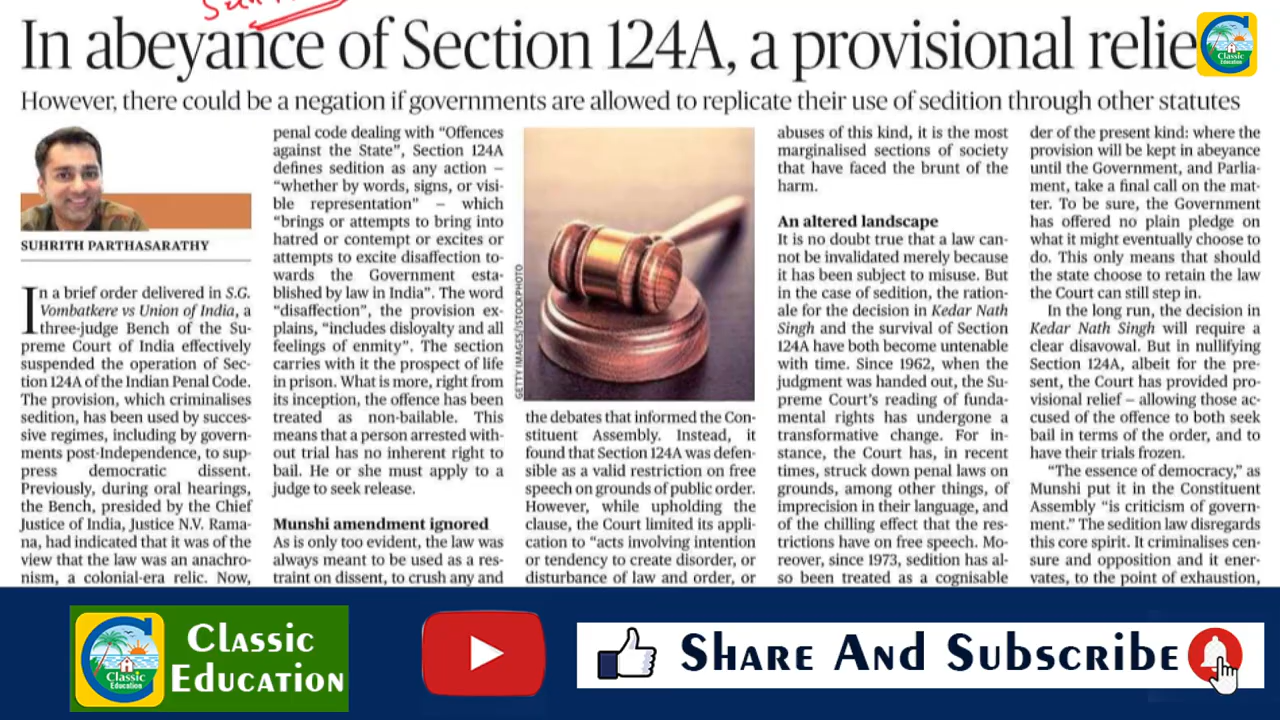 In abeyance of Section 124A, a provisional relie
However, there could be a negation if governments are allowed to replicate their use of sedition through other statutes
SUHRITH PARTHASARATHY
In a brief order delivered in S.G.
Vombatkere vs Union of India, a
three-judge Bench of the Su-
preme Court of India effectively
suspended the operation of Sec-
tion 124A of the Indian Penal Code.
The provision, which criminalises
sedition, has been used by succes-
sive regimes, including by govern-
ments post-Independence, to sup-
press democratic dissent.
Previously, during oral hearings,
the Bench, presided by the Chief
Justice of India, Justice N.V. Rama-
na, had indicated that it was of the
view that the law was an anachro-
nism, a colonial-era relic. Now,
penal code dealing with “Offences
against the State”, Section 124A
defines sedition as any action –
“whether by words, signs, or visi-
ble representation” – which
“brings or attempts to bring into
hatred or contempt or excites or
attempts to excite disaffection to-
wards the Government esta-
blished by law in India”. The word
“disaffection”, the provision ex-
plains, “includes disloyalty and all
feelings of enmity”. The section
carries with it the prospect of life
in prison. What is more, right from
its inception, the offence has been
treated as non-bailable. This
means that a person arrested with-
out trial has no inherent right to
bail. He or she must apply to a
judge to seek release.
Munshi amendment ignored
As is only too evident, the law was
always meant to be used as a res-
traint on dissent, to crush any and
GETTY IMAGES/ISTOCKPHOTO
the debates that informed the Con-
stituent Assembly. Instead, it
found that Section 124A was defen-
sible as a valid restriction on free
speech on grounds of public order.
However, while upholding the
clause, the Court limited its appli-
cation to “acts involving intention
or tendency to create disorder, or
disturbance of law and order, or
abuses of this kind, it is the most
marginalised sections of society
that have faced the brunt of the
harm.
An altered landscape
It is no doubt true that a law can-
not be invalidated merely because
it has been subject to misuse. But
in the case of sedition, the ration-
ale for the decision in Kedar Nath
Singh and the survival of Section
124A have both become untenable
with time. Since 1962, when the
judgment was handed out, the Su-
preme Court’s reading of funda-
mental rights has undergone a
transformative change. For in-
stance, the Court has, in recent
times, struck down penal laws on
grounds, among other things, of
imprecision in their language, and
of the chilling effect that the res-
trictions have on free speech. Mo-
reover, since 1973, sedition has al-
so been treated as a cognisable
der of the present kind: where the
provision will be kept in abeyance
until the Government, and Parlia-
ment, take a final call on the mat-
ter. To be sure, the Government
has offered no plain pledge on
what it might eventually choose to
do. This only means that should
the state choose to retain the law
the Court can still step in.
In the long run, the decision in
Kedar Nath Singh will require a
clear disavowal. But in nullifying
Section 124A, albeit for the pre-
sent, the Court has provided pro-
visional relief – allowing those ac-
cused of the offence to both seek
bail in terms of the order, and to
have their trials frozen.
“The essence of democracy,” as
Munshi put it in the Constituent
Assembly “is criticism of govern-
ment.” The sedition law disregards
this core spirit. It criminalises cen-
sure and opposition and it ener-
vates, to the point of exhaustion,
Classic
Education
Classic
Education
Classic
Education
Share And Subscribe